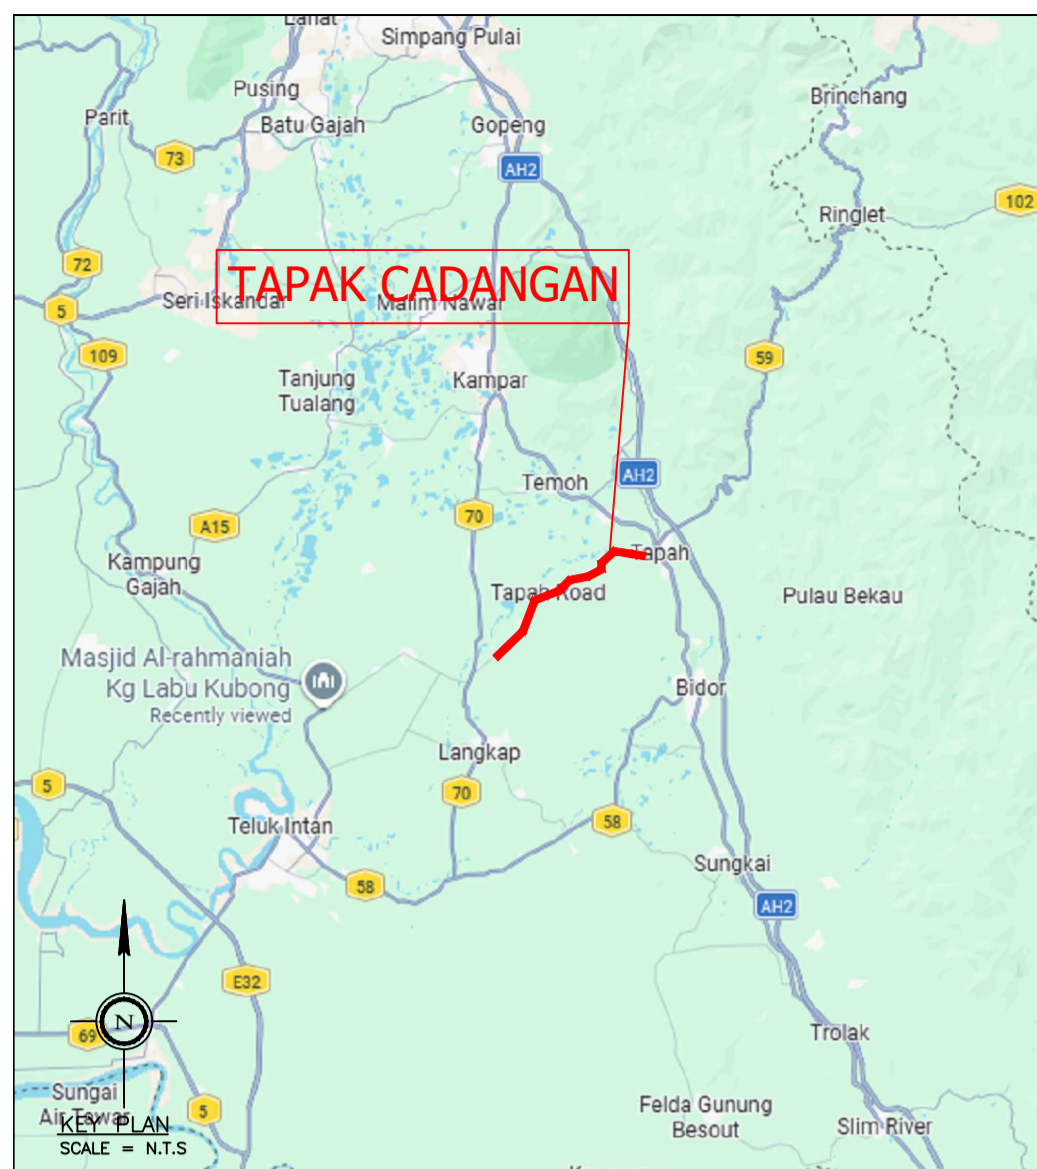 Lahat
Simpang Pulai
Pusing
Brinchang
Parit
Batu Gajah
Gopeng
73
AH2
102
Ringlet
72
TAPAK CADANGAN
Seri Iskandar
Malim Nawar
5
109
59
Tanjung
Tualang
Kampar
Temoh
AH2
70
A15
Tapah
Kampung
Gajah
Tapah Road
Pulau Bekau
Masjid Al-rahmaniah
Kg Labu Kubong
Recently viewed
Bidor
Langkap
5
70
58
Teluk Intan
Sungkai
58
AH2
E32
N
69
Trolak
Sungai
Air Tawar
5
Felda Gunung
Besout
Slim River
KEY PLAN
SCALE = N.T.S